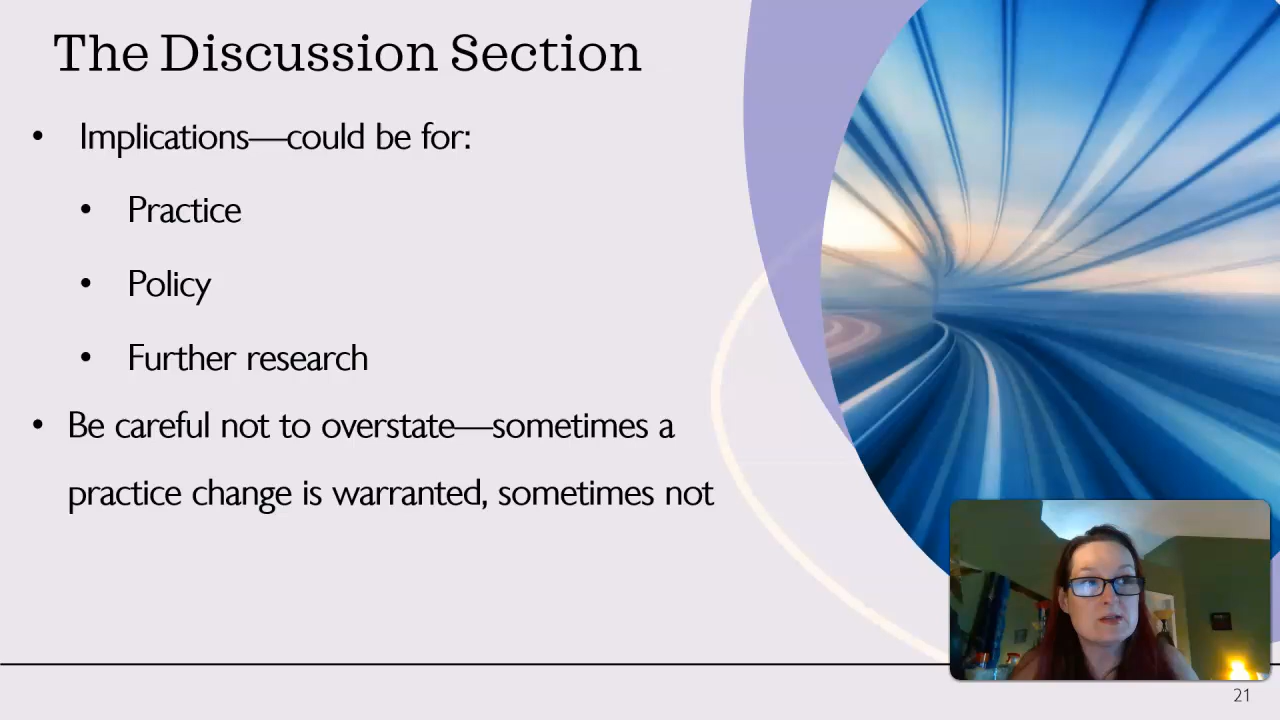 The Discussion Section
• Implications—could be for:
• Practice
• Policy
• Further research
• Be careful not to overstate—sometimes a
practice change is warranted, sometimes not
21